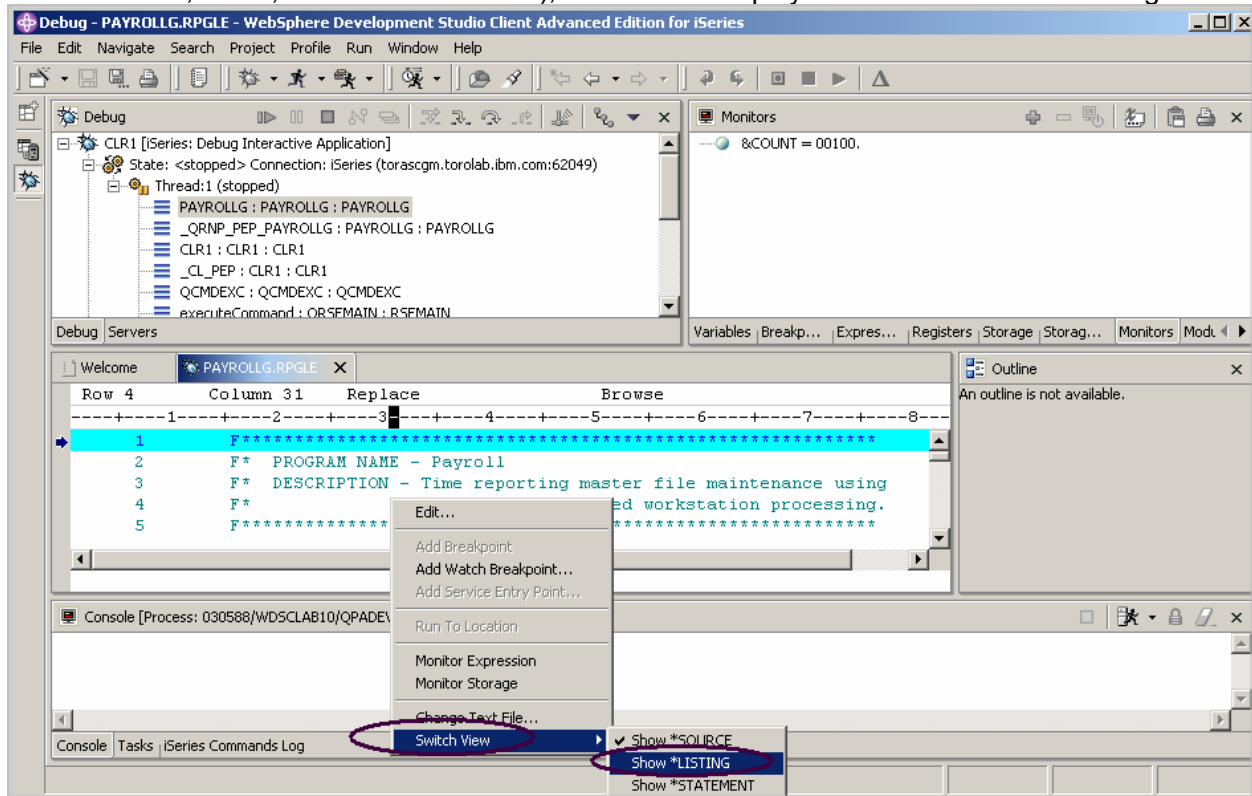 Debug - PAYROLLG.RPGLE - WebSphere Development Studio Client Advanced Edition for iSeries
File Edit Navigate Search Project Profile Run Window Help
Debug
CLR1 [iSeries: Debug Interactive Application]
State: <stopped> Connection: iSeries (torascgm.torolab.ibm.com:62049)
Thread:1 (stopped)
PAYROLLG : PAYROLLG : PAYROLLG
_QRNP_PEP_PAYROLLG : PAYROLLG : PAYROLLG
CLR1 : CLR1 : CLR1
_CL_PEP : CLR1 : CLR1
QCMDEXC : QCMDEXC : QCMDEXC
executeCommand : QRSEMAIN : RSEMAIN
Debug Servers
Monitors
&COUNT = 00100.
Variables Breakp... Expres... Registers Storage Storag... Monitors Modu
Welcome PAYROLLG.RPGLE
Row 4 Column 31 Replace Browse
----+----1----+----2----+----3----+----4----+----5----+----6----+----7----+----8---
1 F************************************************************
2 F* PROGRAM NAME - Payroll
3 F* DESCRIPTION - Time reporting master file maintenance using
4 F* ed workstation processing.
5 F************************************************************
Outline
An outline is not available.
Edit...
Add Breakpoint
Add Watch Breakpoint...
Add Service Entry Point...
Run To Location
Monitor Expression
Monitor Storage
Change Text File...
Switch View
Show *SOURCE
Show *LISTING
Show *STATEMENT
Console [Process: 030588/WDSCLAB10/QPADEV
Console Tasks iSeries Commands Log